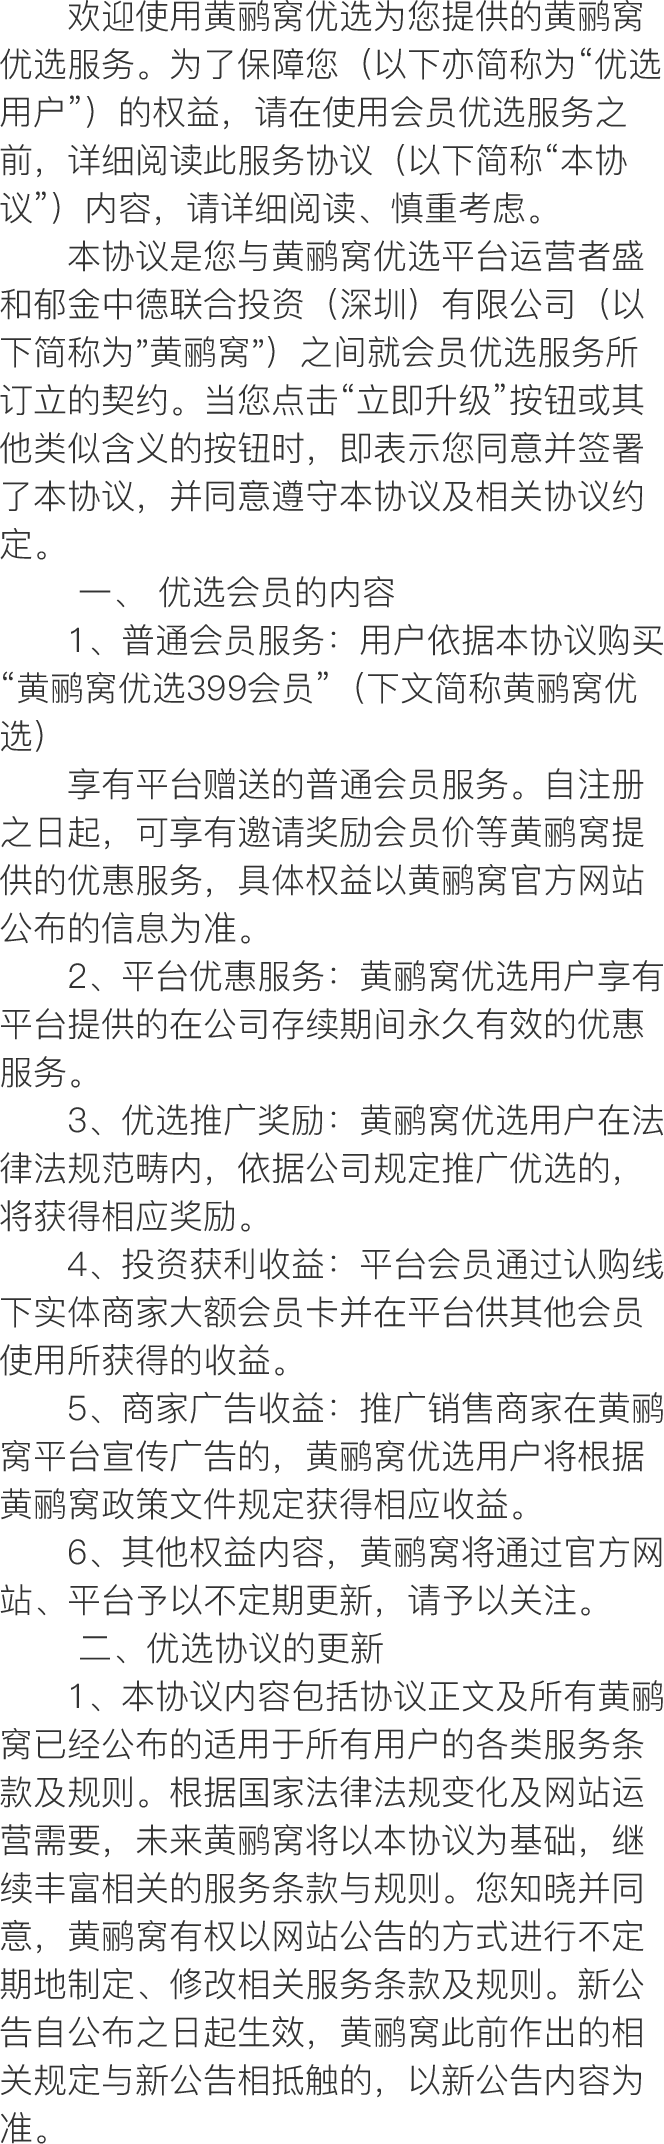 欢迎使用黄鹂窝优选为您提供的黄鹂窝
优选服务。为了保障您（以下亦简称为“优选
用户”）的权益，请在使用会员优选服务之
前，详细阅读此服务协议（以下简称“本协
议”）内容，请详细阅读、慎重考虑。
本协议是您与黄鹂窝优选平台运营者盛
和郁金中德联合投资（深圳）有限公司（以
下简称为"黄鹂窝"）之间就会员优选服务所
订立的契约。当您点击“立即升级”按钮或其
他类似含义的按钮时，即表示您同意并签署
了本协议，并同意遵守本协议及相关协议约
定。
一、 优选会员的内容
1、普通会员服务：用户依据本协议购买
“黄鹂窝优选399会员”（下文简称黄鹂窝优
选）
享有平台赠送的普通会员服务。自注册
之日起，可享有邀请奖励会员价等黄鹂窝提
供的优惠服务，具体权益以黄鹂窝官方网站
公布的信息为准。
2、平台优惠服务：黄鹂窝优选用户享有
平台提供的在公司存续期间永久有效的优惠
服务。
3、优选推广奖励：黄鹂窝优选用户在法
律法规范畴内，依据公司规定推广优选的，
将获得相应奖励。
4、投资获利收益：平台会员通过认购线
下实体商家大额会员卡并在平台供其他会员
使用所获得的收益。
5、商家广告收益：推广销售商家在黄鹂
窝平台宣传广告的，黄鹂窝优选用户将根据
黄鹂窝政策文件规定获得相应收益。
6、其他权益内容，黄鹂窝将通过官方网
站、平台予以不定期更新，请予以关注。
二、优选协议的更新
1、本协议内容包括协议正文及所有黄鹂
窝已经公布的适用于所有用户的各类服务条
款及规则。根据国家法律法规变化及网站运
营需要，未来黄鹂窝将以本协议为基础，继
续丰富相关的服务条款与规则。您知晓并同
意，黄鹂窝有权以网站公告的方式进行不定
期地制定、修改相关服务条款及规则。新公
告自公布之日起生效，黄鹂窝此前作出的相
关规定与新公告相抵触的，以新公告内容为
准。